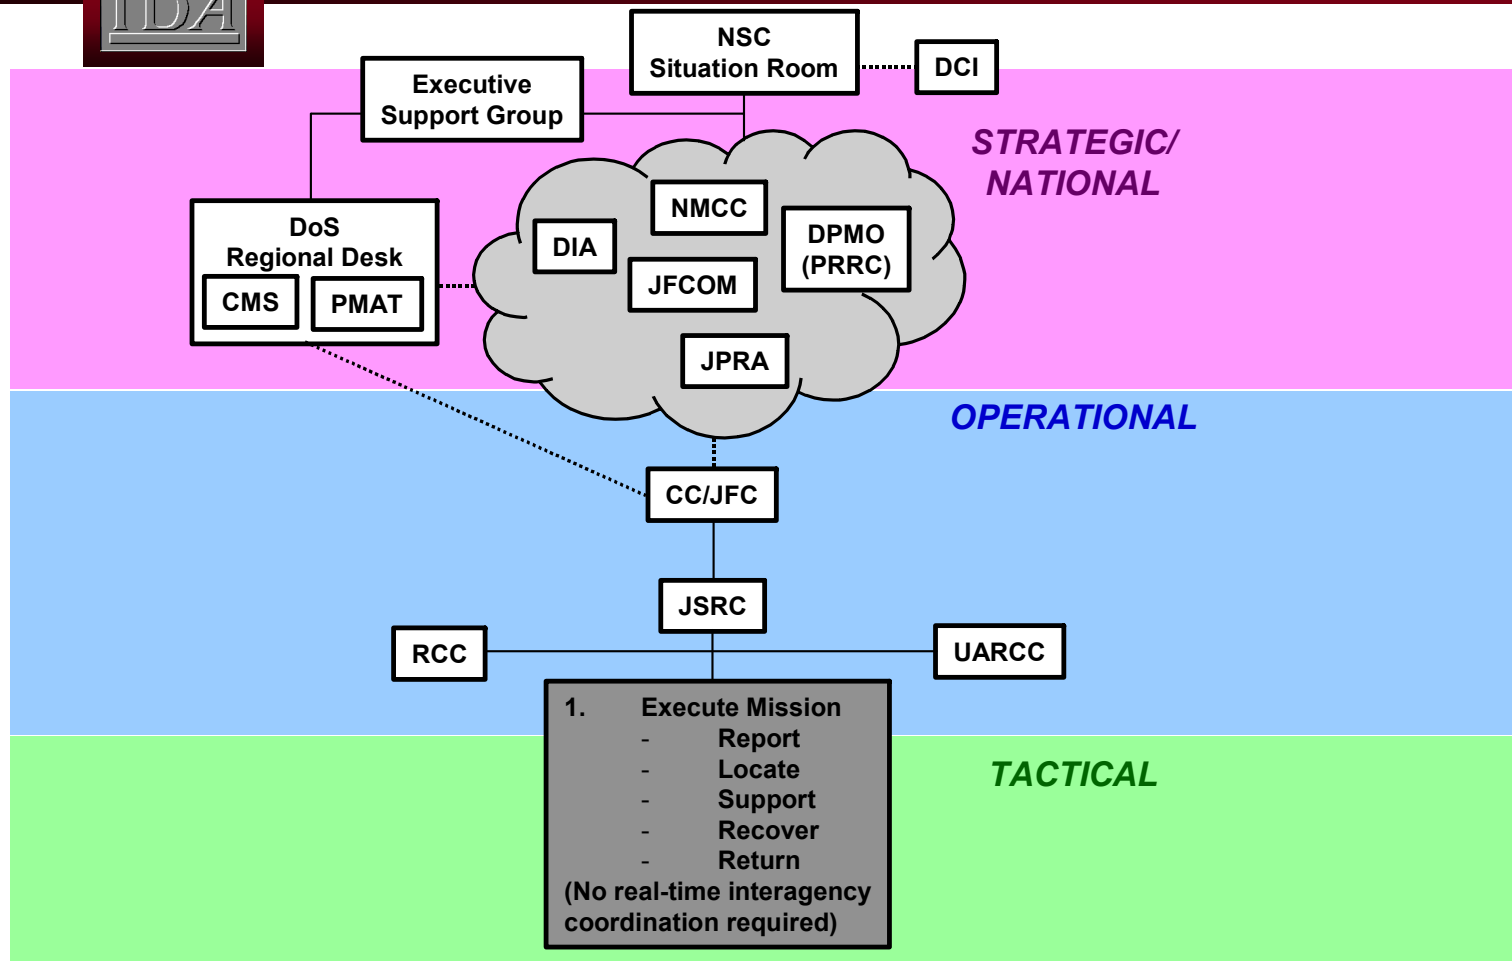 IDA
NSC
Situation Room
DCI
Executive
Support Group
STRATEGIC/
NATIONAL
NMCC
DoS
Regional Desk
CMS
PMAT
DIA
DPMO
(PRRC)
JFCOM
JPRA
OPERATIONAL
CC/JFC
JSRC
RCC
UARCC
1. Execute Mission
- Report
- Locate
- Support
- Recover
- Return
(No real-time interagency
coordination required)
TACTICAL